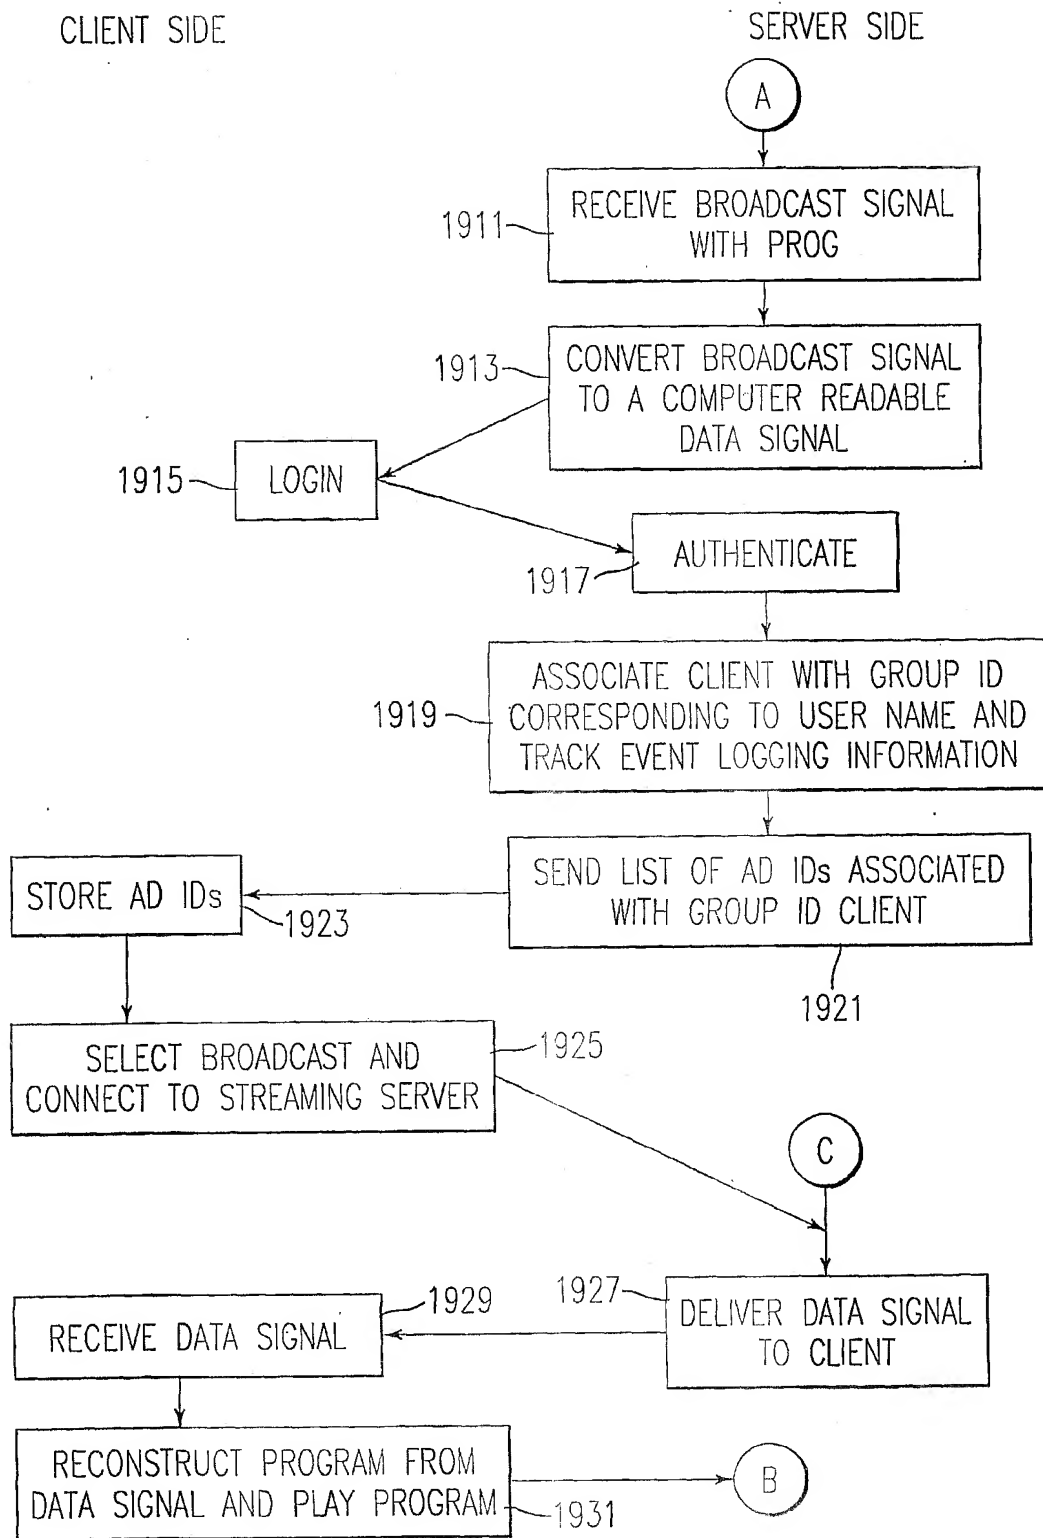 CLIENT SIDE
SERVER SIDE
A
1911
RECEIVE BROADCAST SIGNAL
WITH PROG
1913
CONVERT BROADCAST SIGNAL
TO A COMPUTER READABLE
DATA SIGNAL
1915
LOGIN
1917
AUTHENTICATE
1919
ASSOCIATE CLIENT WITH GROUP ID
CORRESPONDING TO USER NAME AND
TRACK EVENT LOGGING INFORMATION
SEND LIST OF AD IDs ASSOCIATED
WITH GROUP ID CLIENT
1921
STORE AD IDs
1923
SELECT BROADCAST AND
CONNECT TO STREAMING SERVER
1925
C
1927
DELIVER DATA SIGNAL
TO CLIENT
1929
RECEIVE DATA SIGNAL
RECONSTRUCT PROGRAM FROM
DATA SIGNAL AND PLAY PROGRAM
1931
B